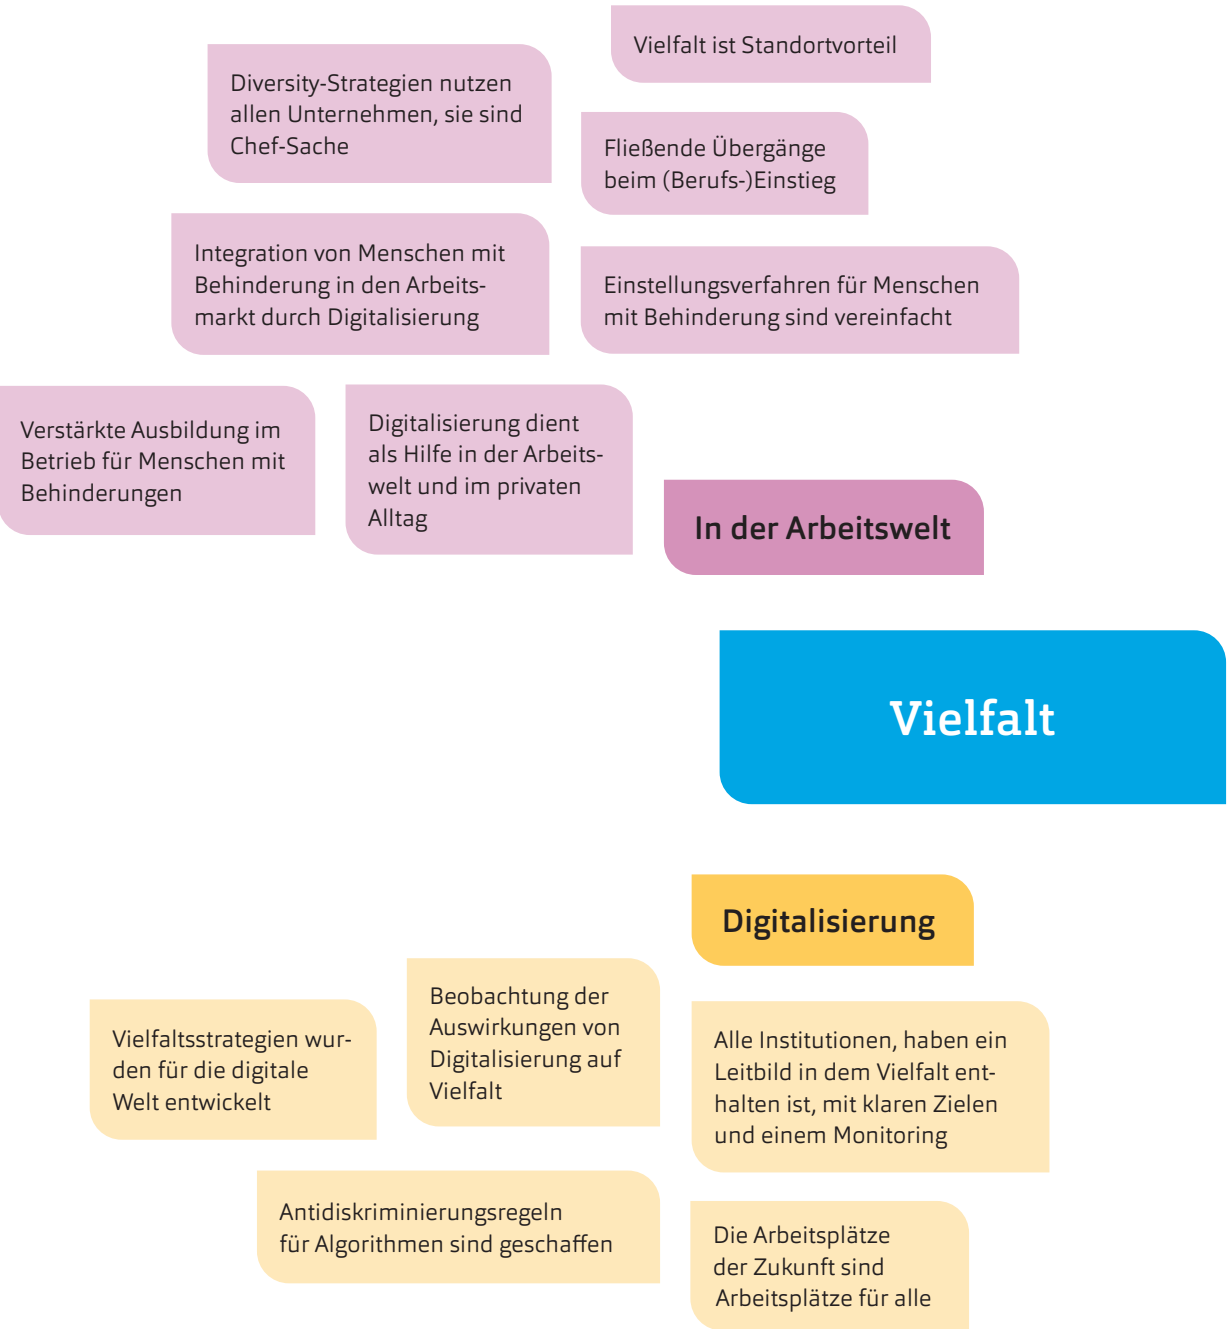 Vielfalt ist Standortvorteil
Diversity-Strategien nutzen
allen Unternehmen, sie sind
Chef-Sache
Fließende Übergänge
beim (Berufs-)Einstieg
Integration von Menschen mit
Behinderung in den Arbeits-
markt durch Digitalisierung
Einstellungsverfahren für Menschen
mit Behinderung sind vereinfacht
Verstärkte Ausbildung im
Betrieb für Menschen mit
Behinderungen
Digitalisierung dient
als Hilfe in der Arbeits-
welt und im privaten
Alltag
In der Arbeitswelt
Vielfalt
Digitalisierung
Vielfaltsstrategien wur-
den für die digitale
Welt entwickelt
Beobachtung der
Auswirkungen von
Digitalisierung auf
Vielfalt
Alle Institutionen, haben ein
Leitbild in dem Vielfalt ent-
halten ist, mit klaren Zielen
und einem Monitoring
Antidiskriminierungsregeln
für Algorithmen sind geschaffen
Die Arbeitsplätze
der Zukunft sind
Arbeitsplätze für alle